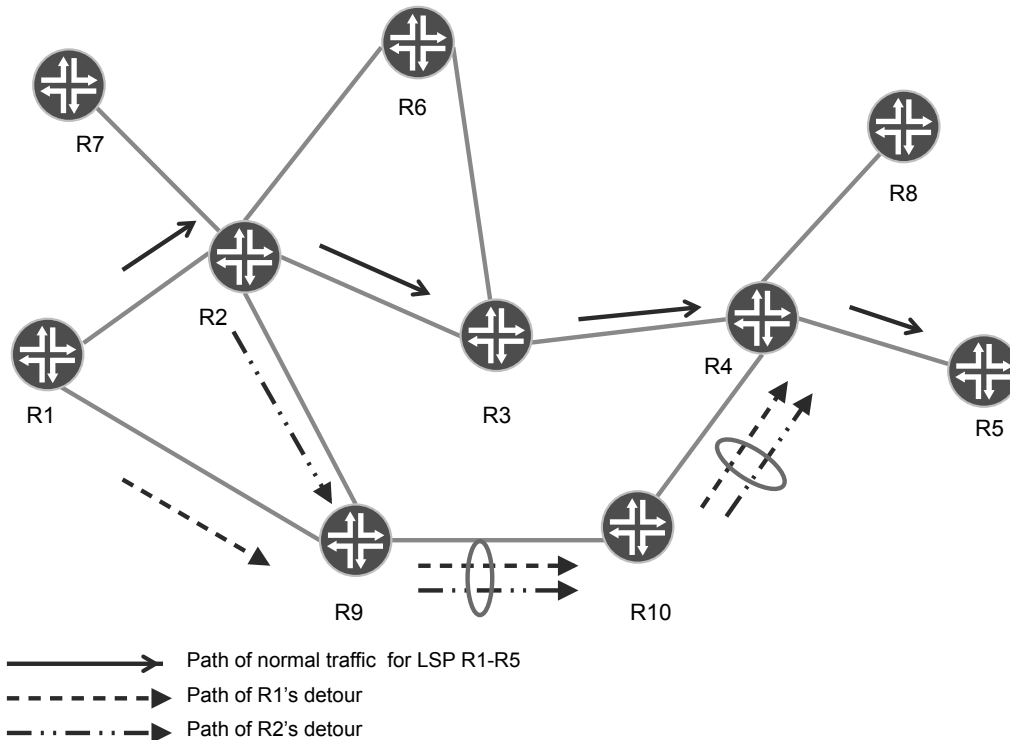 R6
R7
R8
R2
R4
R1
R3
R5
R9
R10
Path of normal traffic for LSP R1-R5
Path of R1's detour
Path of R2's detour